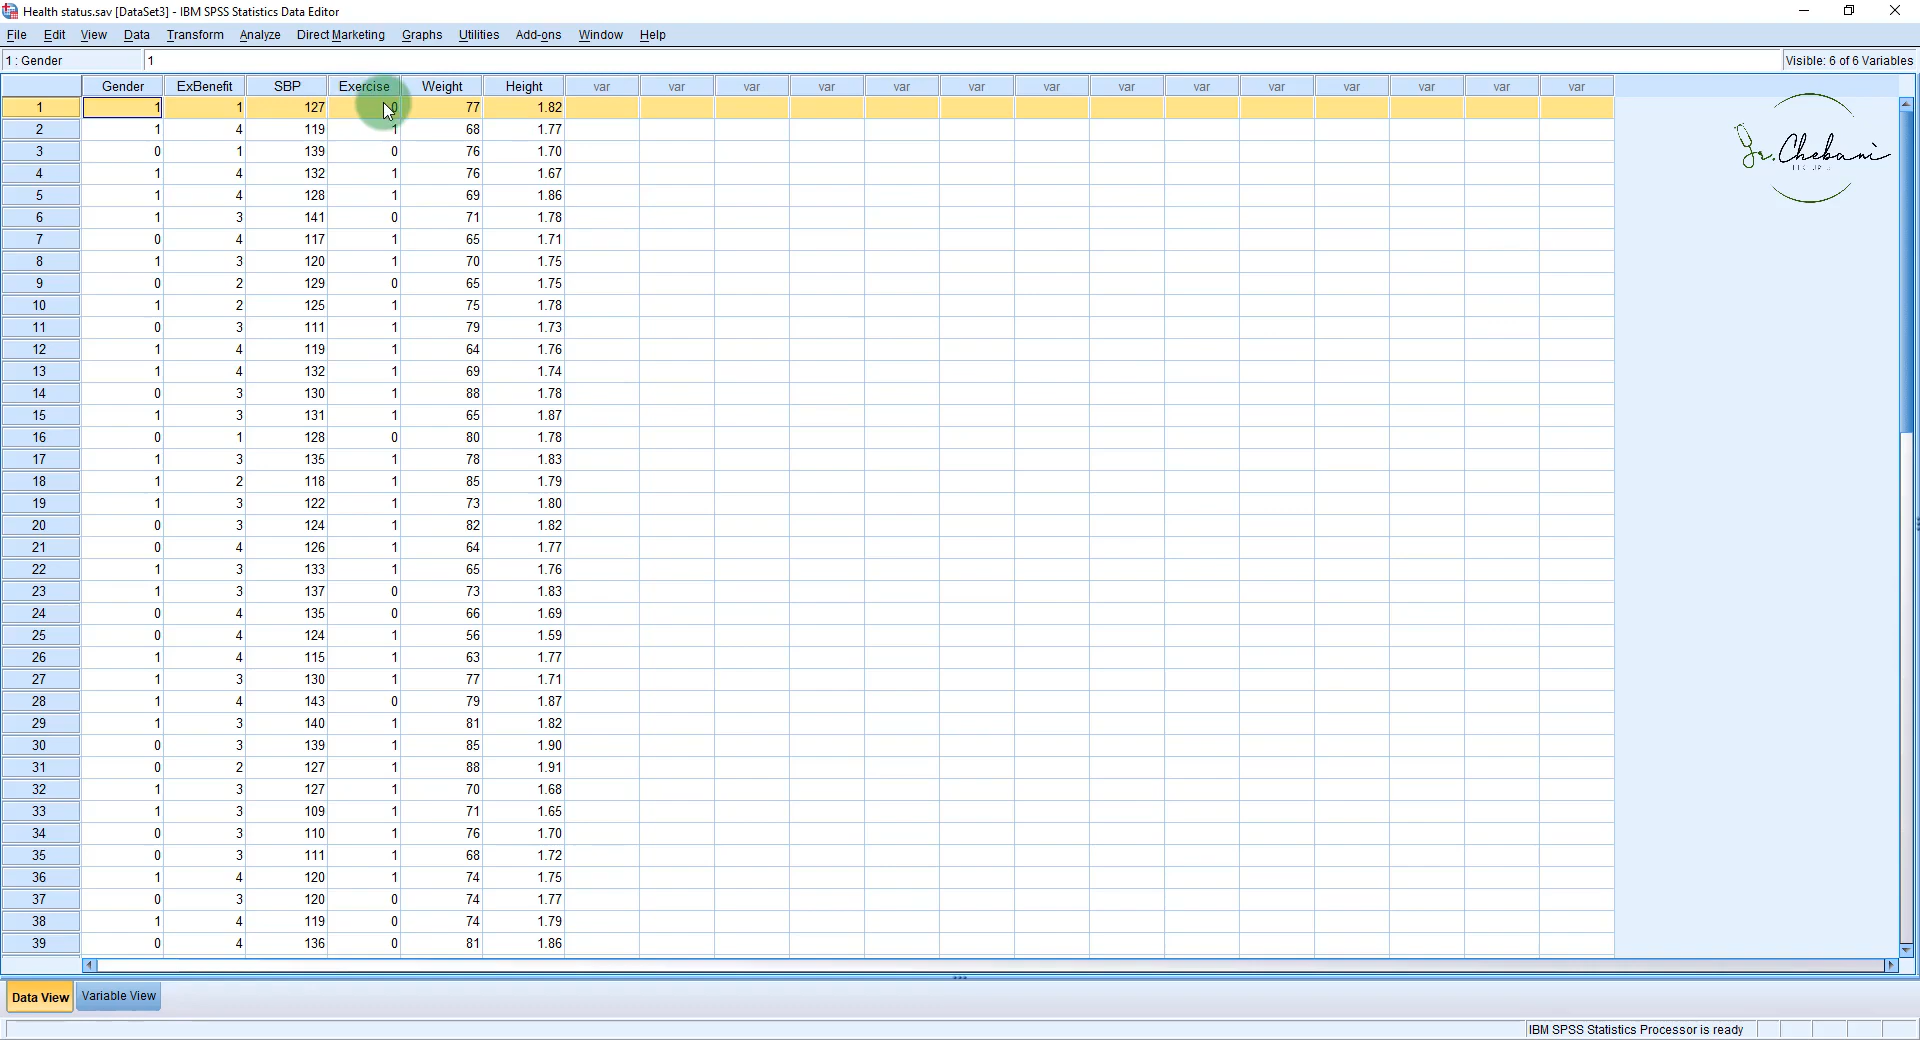 Health status.sav [DataSet3] - IBM SPSS Statistics Data Editor
File Edit View Data Transform Analyze Direct Marketing Graphs Utilities Add-ons Window Help
1 : Gender 1 Visible: 6 of 6 Variables
Gender ExBenefit SBP Exercise Weight Height var var var var var var var var var var var var var var
1 1 1 127 0 77 1.82
2 1 4 119 1 68 1.77
3 0 1 139 0 76 1.70
4 1 4 132 1 76 1.67
5 1 4 128 1 69 1.86
6 1 3 141 0 71 1.78
7 0 4 117 1 65 1.71
8 1 3 120 1 70 1.75
9 0 2 129 0 65 1.75
10 1 2 125 1 75 1.78
11 0 3 111 1 79 1.73
12 1 4 119 1 64 1.76
13 1 4 132 1 69 1.74
14 0 3 130 1 88 1.78
15 1 3 131 1 65 1.87
16 0 1 128 0 80 1.78
17 1 3 135 1 78 1.83
18 1 2 118 1 85 1.79
19 1 3 122 1 73 1.80
20 0 3 124 1 82 1.82
21 0 4 126 1 64 1.77
22 1 3 133 1 65 1.76
23 1 3 137 0 73 1.83
24 0 4 135 0 66 1.69
25 0 4 124 1 56 1.59
26 1 4 115 1 63 1.77
27 1 3 130 1 77 1.71
28 1 4 143 0 79 1.87
29 1 3 140 1 81 1.82
30 0 3 139 1 85 1.90
31 0 2 127 1 88 1.91
32 1 3 127 1 70 1.68
33 1 3 109 1 71 1.65
34 0 3 110 1 76 1.70
35 0 3 111 1 68 1.72
36 1 4 120 1 74 1.75
37 0 3 120 0 74 1.77
38 1 4 119 0 74 1.79
39 0 4 136 0 81 1.86
Chebani
Data View Variable View
IBM SPSS Statistics Processor is ready